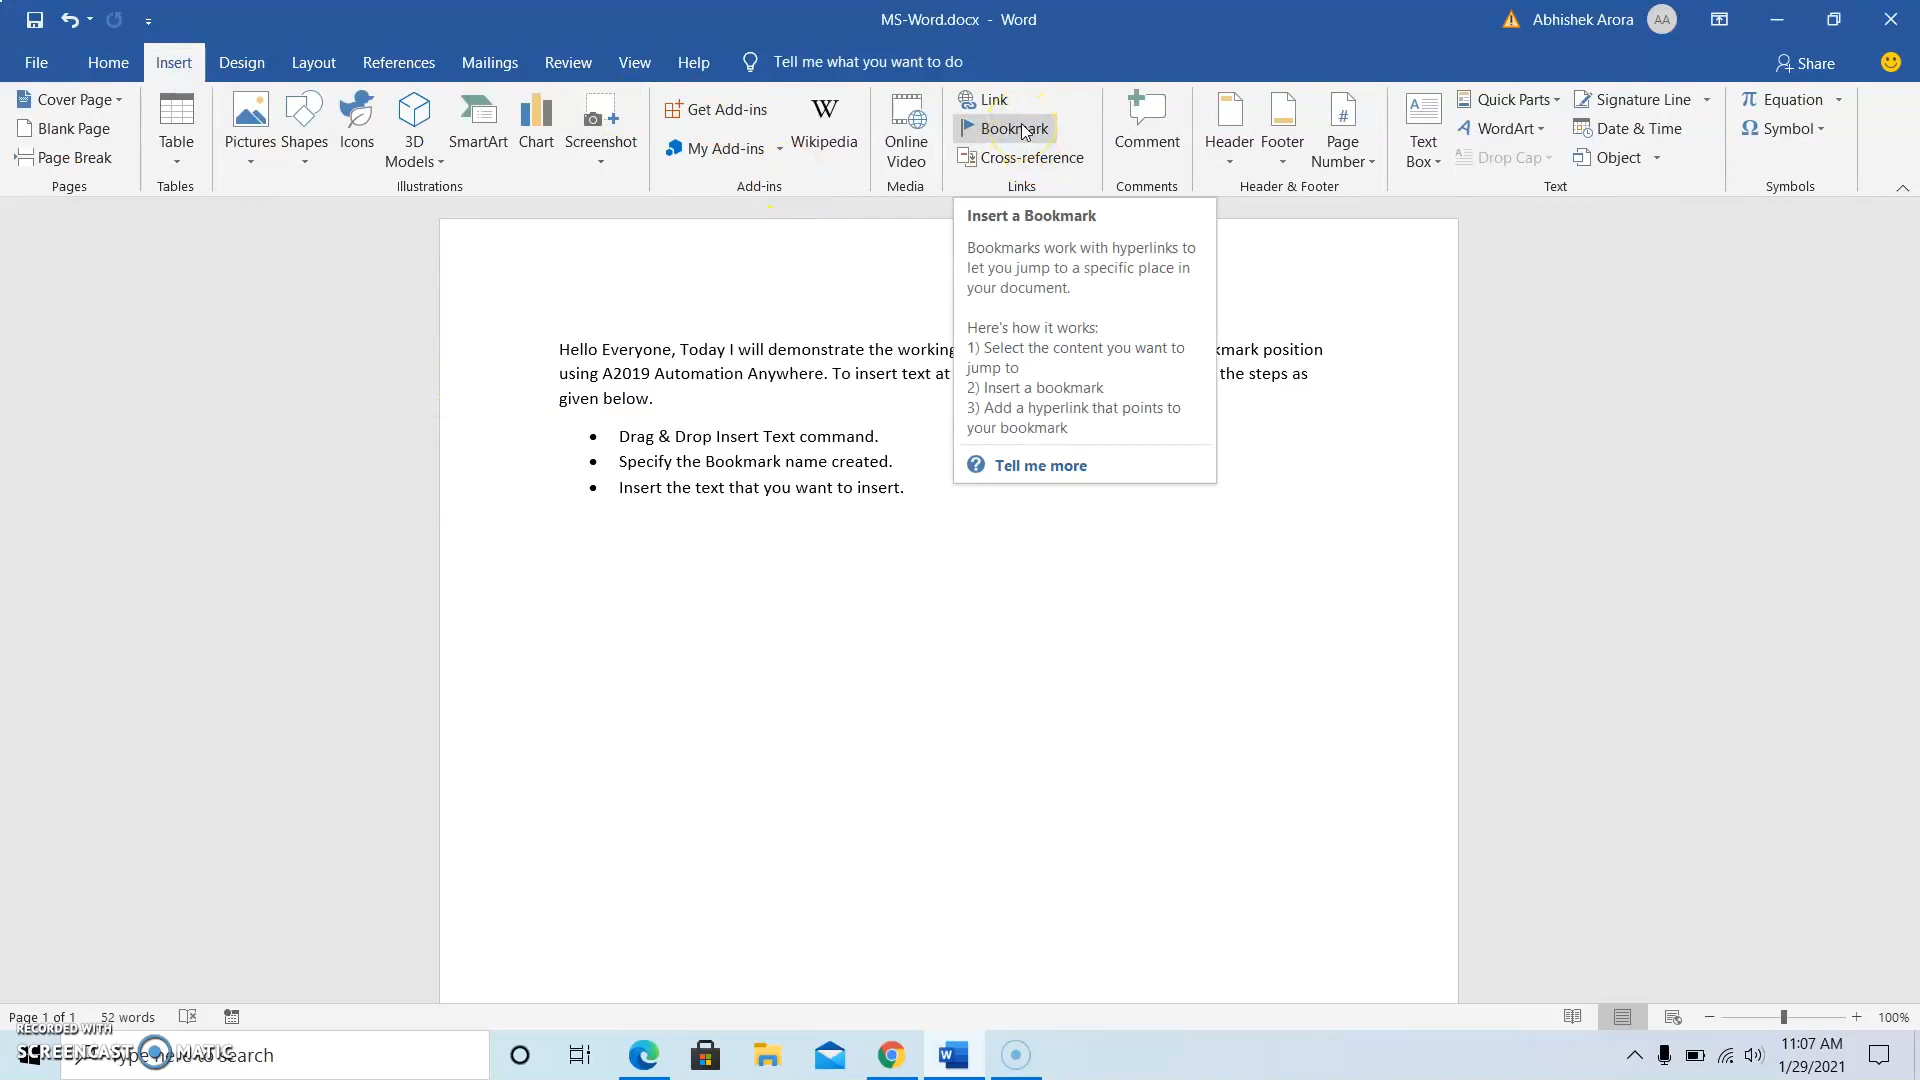 MS-Word.docx - Word
Abhishek Arora AA
File Home Insert Design Layout References Mailings Review View Help Tell me what you want to do Share
Cover Page
Blank Page
Page Break
Pages
Table
Tables
Pictures Shapes Icons 3D Models SmartArt Chart Screenshot
Illustrations
Get Add-ins
My Add-ins
W
Wikipedia
Add-ins
Online
Video
Media
Link
Bookmark
Cross-reference
Links
Comment
Comments
Header Footer Page Number
Header & Footer
Text
Box
Quick Parts
WordArt
Drop Cap
Signature Line
Date & Time
Object
Text
π Equation
Ω Symbol
Symbols
Insert a Bookmark
Bookmarks work with hyperlinks to
let you jump to a specific place in
your document.
Here's how it works:
1) Select the content you want to
jump to
2) Insert a bookmark
3) Add a hyperlink that points to
your bookmark
? Tell me more
Hello Everyone, Today I will demonstrate the working kmark position
using A2019 Automation Anywhere. To insert text at the steps as
given below.
• Drag & Drop Insert Text command.
• Specify the Bookmark name created.
• Insert the text that you want to insert.
Page 1 of 1 52 words
100%
RECORDED WITH
SCREENCAST MATIC
Type here to search
11:07 AM
1/29/2021